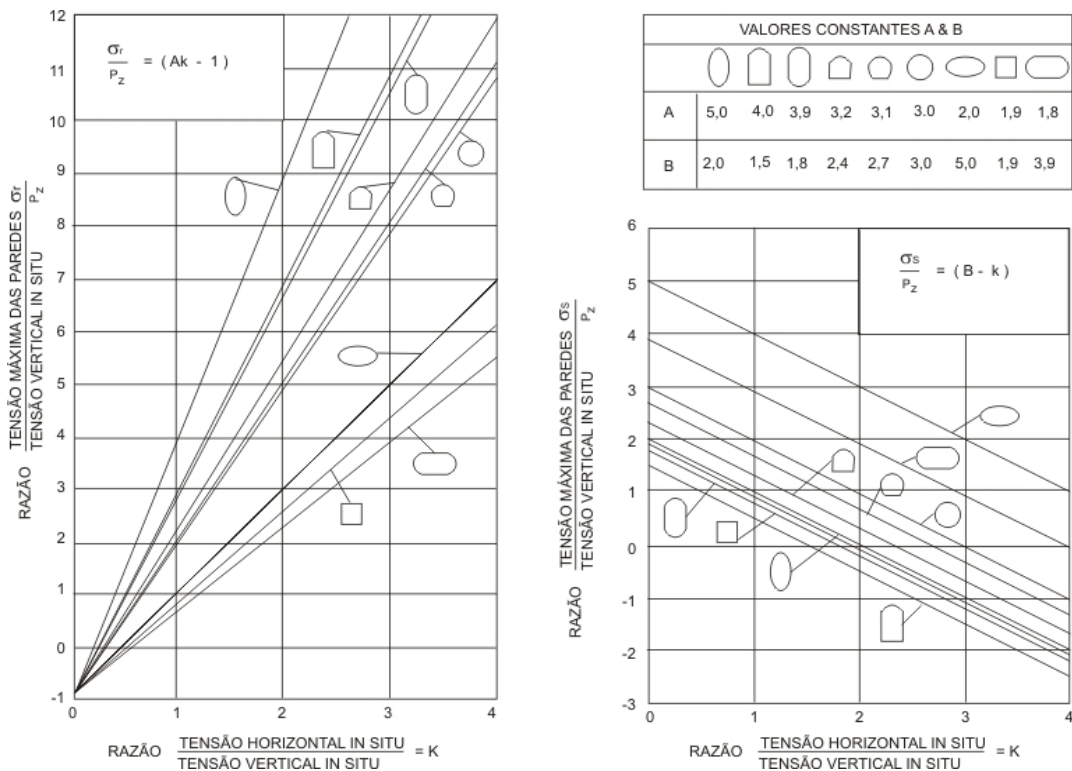 12
11
10
9
8
7
6
5
4
3
2
1
0
-1
σr
Pz
= ( Ak - 1 )
RAZÃO TENSÃO MÁXIMA DAS PAREDES σr
TENSÃO VERTICAL IN SITU Pz
0 1 2 3 4
RAZÃO TENSÃO HORIZONTAL IN SITU = K
TENSÃO VERTICAL IN SITU
VALORES CONSTANTES A & B
A 5,0 4,0 3,9 3,2 3,1 3.0 2,0 1,9 1,8
B 2,0 1,5 1,8 2,4 2,7 3,0 5,0 1,9 3,9
6
5
4
3
2
1
0
-1
-2
-3
σs
Pz
= ( B - k )
RAZÃO TENSÃO MÁXIMA DAS PAREDES σs
TENSÃO VERTICAL IN SITU Pz
0 1 2 3 4
RAZÃO TENSÃO HORIZONTAL IN SITU = K
TENSÃO VERTICAL IN SITU